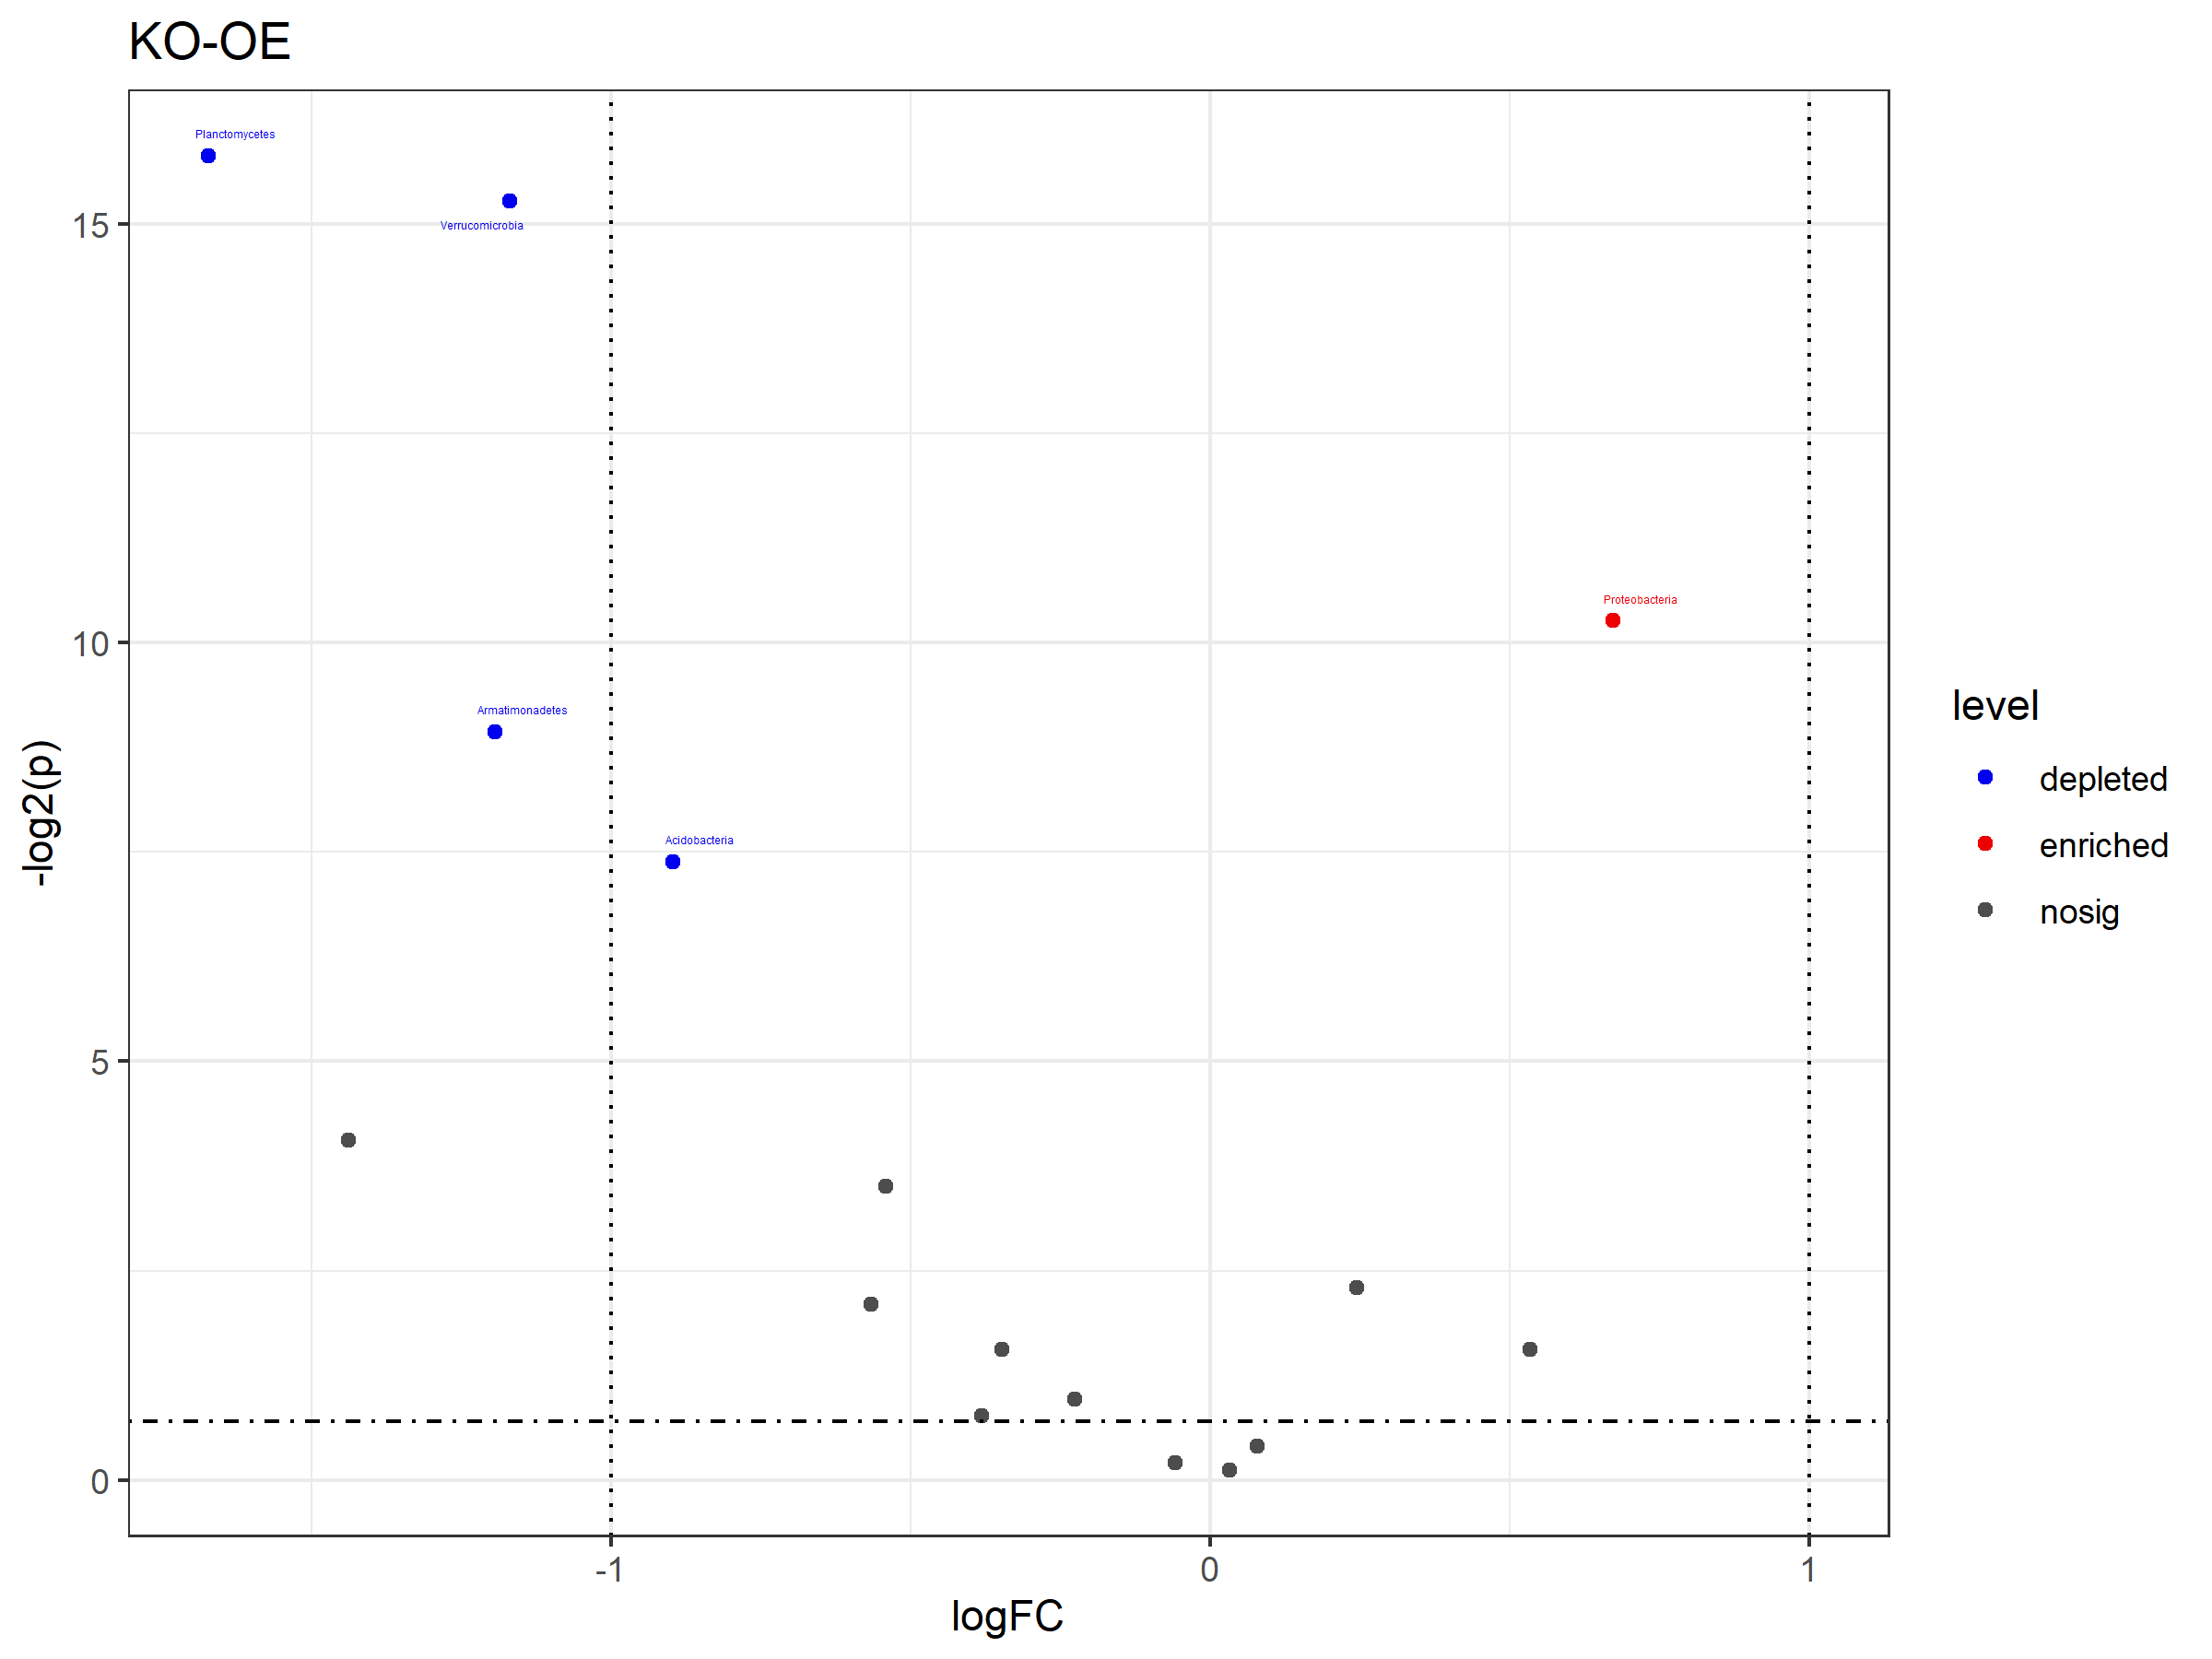 KO-OE
Planctomycetes
Verrucomicrobia
Proteobacteria
Armatimonadetes
Acidobacteria
15
10
5
0
-log2(p)
-1
0
1
logFC
level
depleted
enriched
nosig